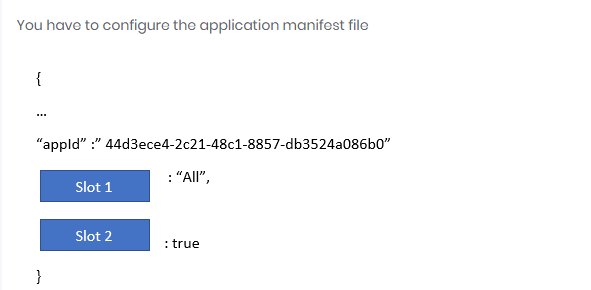 You have to configure the application manifest file
{
...
“appId” :” 44d3ece4-2c21-48c1-8857-db3524a086b0”
Slot 1 : “All”,
Slot 2 : true
}